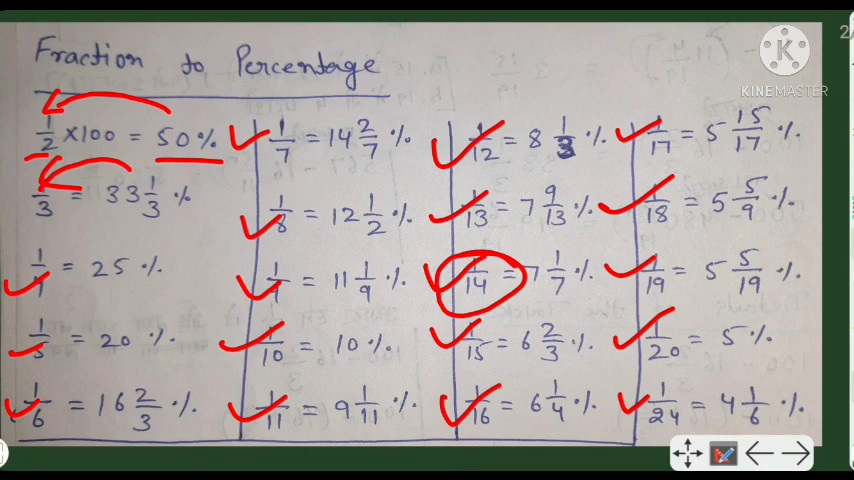 Fraction to Percentage
1/2 ×100 = 50%
1/3 = 33 1/3 %
1/4 = 25 %
1/5 = 20 %
1/6 = 16 2/3 %
1/7 = 14 2/7 %
1/8 = 12 1/2 %
1/9 = 11 1/9 %
1/10 = 10 %
1/11 = 9 1/11 %
1/12 = 8 1/3 %
1/13 = 7 9/13 %
1/14 = 7 1/7 %
1/15 = 6 2/3 %
1/16 = 6 1/4 %
1/17 = 5 15/17 %
1/18 = 5 5/9 %
1/19 = 5 5/19 %
1/20 = 5 %
1/24 = 4 1/6 %
K
KINEMASTER
2